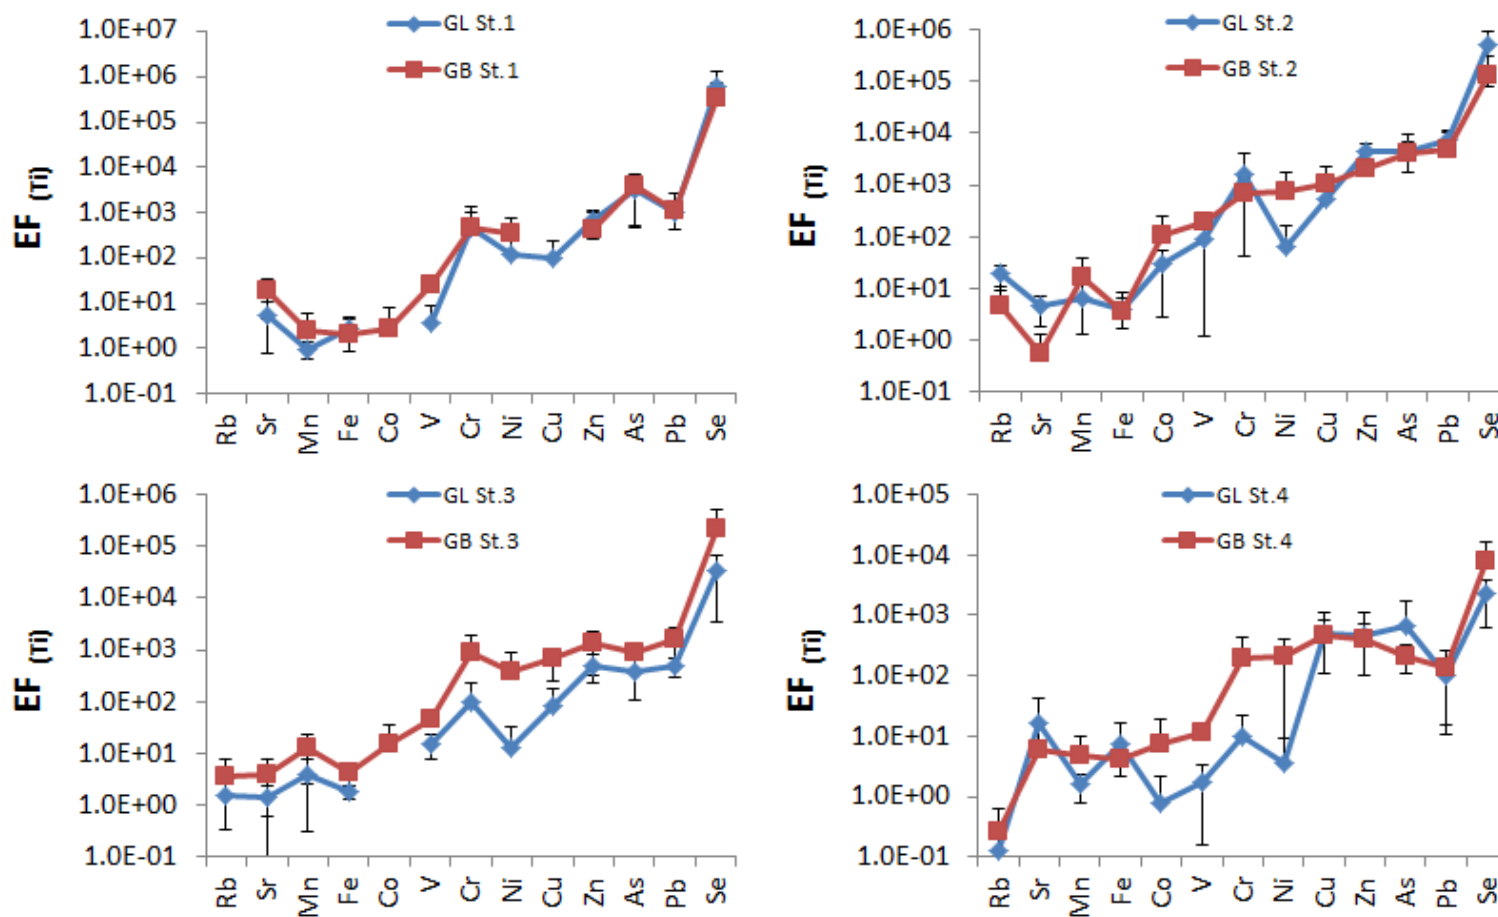 1.0E+07
1.0E+06
1.0E+05
1.0E+04
1.0E+03
1.0E+02
1.0E+01
1.0E+00
1.0E-01
EF (Ti)
GL St.1
GB St.1
Rb Sr Mn Fe Co V Cr Ni Cu Zn As Pb Se
1.0E+06
1.0E+05
1.0E+04
1.0E+03
1.0E+02
1.0E+01
1.0E+00
1.0E-01
EF (Ti)
GL St.2
GB St.2
Rb Sr Mn Fe Co V Cr Ni Cu Zn As Pb Se
1.0E+06
1.0E+05
1.0E+04
1.0E+03
1.0E+02
1.0E+01
1.0E+00
1.0E-01
EF (Ti)
GL St.3
GB St.3
Rb Sr Mn Fe Co V Cr Ni Cu Zn As Pb Se
1.0E+05
1.0E+04
1.0E+03
1.0E+02
1.0E+01
1.0E+00
1.0E-01
EF (Ti)
GL St.4
GB St.4
Rb Sr Mn Fe Co V Cr Ni Cu Zn As Pb Se